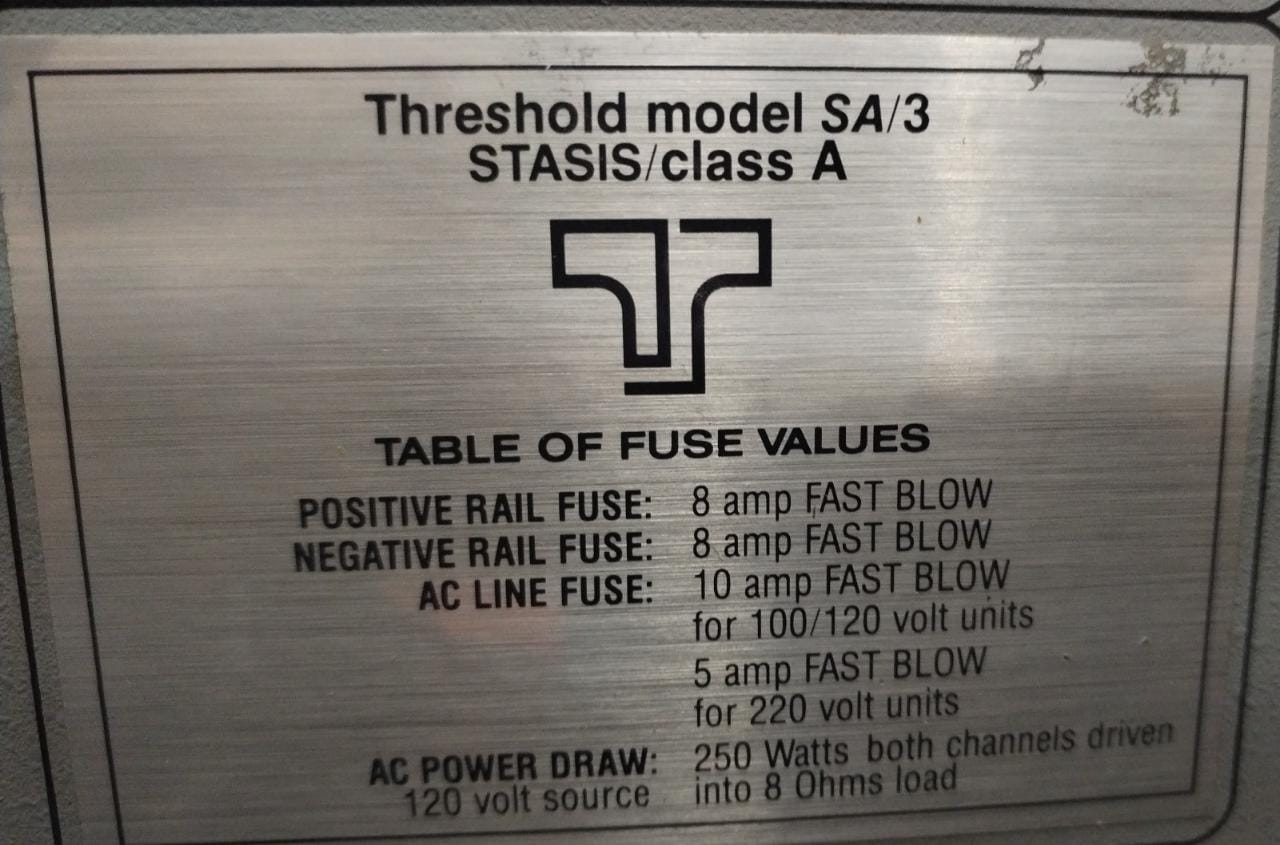 Threshold model SA/3
STASIS/class A
TABLE OF FUSE VALUES
POSITIVE RAIL FUSE: 8 amp FAST BLOW
NEGATIVE RAIL FUSE: 8 amp FAST BLOW
AC LINE FUSE: 10 amp FAST BLOW
for 100/120 volt units
5 amp FAST BLOW
for 220 volt units
AC POWER DRAW: 250 Watts both channels driven
120 volt source into 8 Ohms load